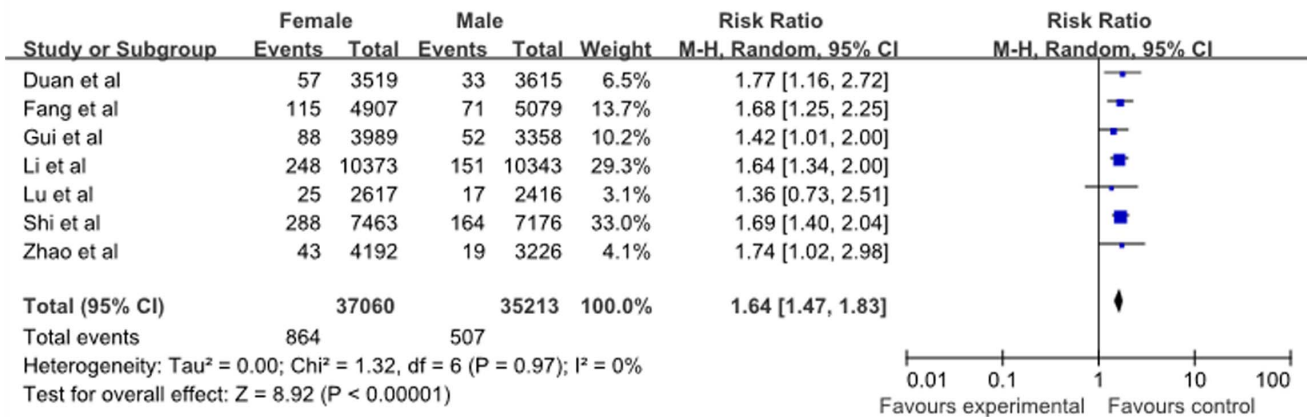 Female Male Risk Ratio Risk Ratio
Study or Subgroup Events Total Events Total Weight M-H, Random, 95% CI M-H, Random, 95% CI
Duan et al 57 3519 33 3615 6.5% 1.77 [1.16, 2.72]
Fang et al 115 4907 71 5079 13.7% 1.68 [1.25, 2.25]
Gui et al 88 3989 52 3358 10.2% 1.42 [1.01, 2.00]
Li et al 248 10373 151 10343 29.3% 1.64 [1.34, 2.00]
Lu et al 25 2617 17 2416 3.1% 1.36 [0.73, 2.51]
Shi et al 288 7463 164 7176 33.0% 1.69 [1.40, 2.04]
Zhao et al 43 4192 19 3226 4.1% 1.74 [1.02, 2.98]
Total (95% CI) 37060 35213 100.0% 1.64 [1.47, 1.83]
Total events 864 507
Heterogeneity: Tau² = 0.00; Chi² = 1.32, df = 6 (P = 0.97); I² = 0%
Test for overall effect: Z = 8.92 (P < 0.00001)
0.01 0.1 1 10 100
Favours experimental Favours control